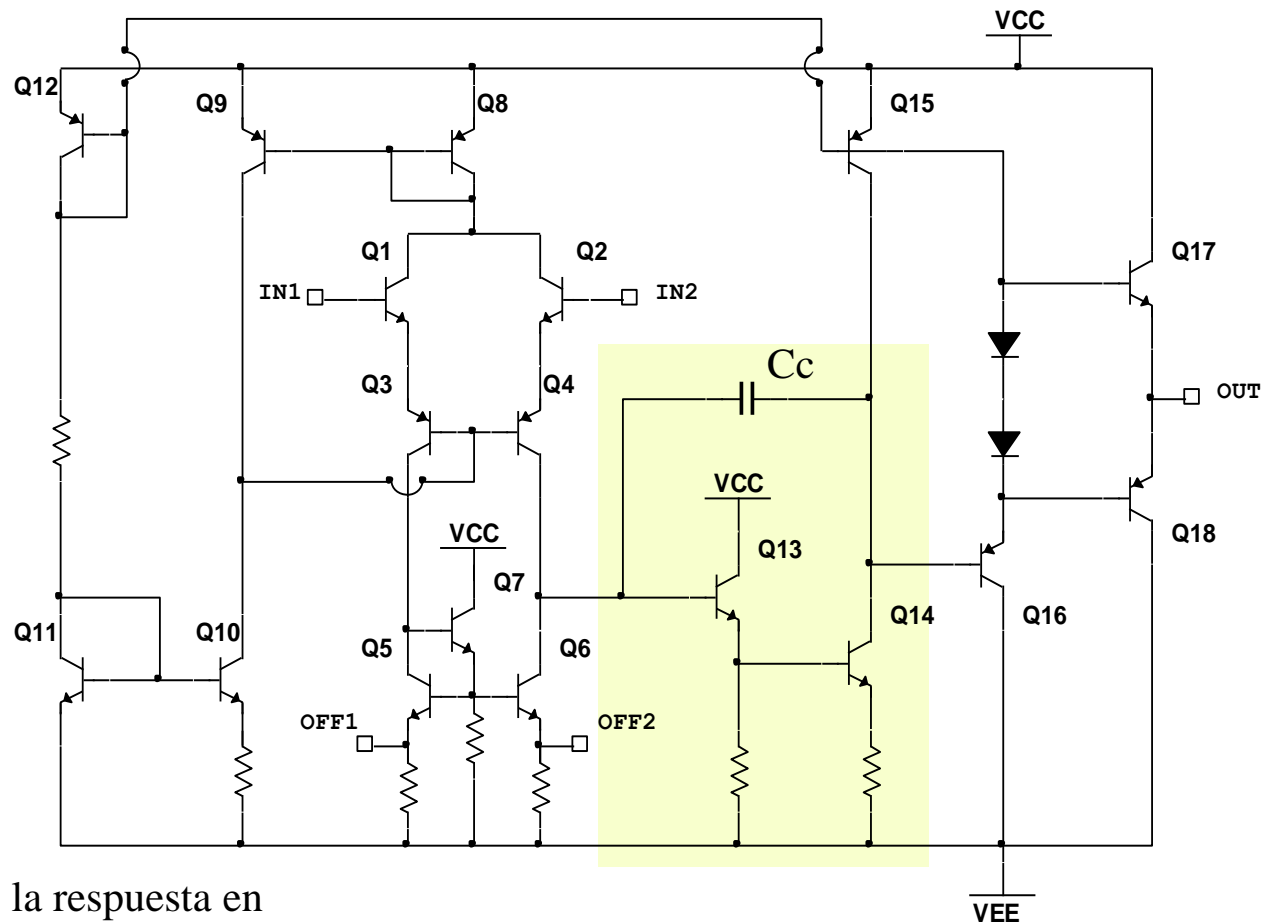 VCC
Q12
Q9
Q8
Q15
Q1
Q2
Q17
IN1
IN2
Cc
Q3
Q4
OUT
VCC
VCC
Q13
Q18
Q7
Q11
Q10
Q5
Q6
Q14
Q16
OFF1
OFF2
la respuesta en
VEE